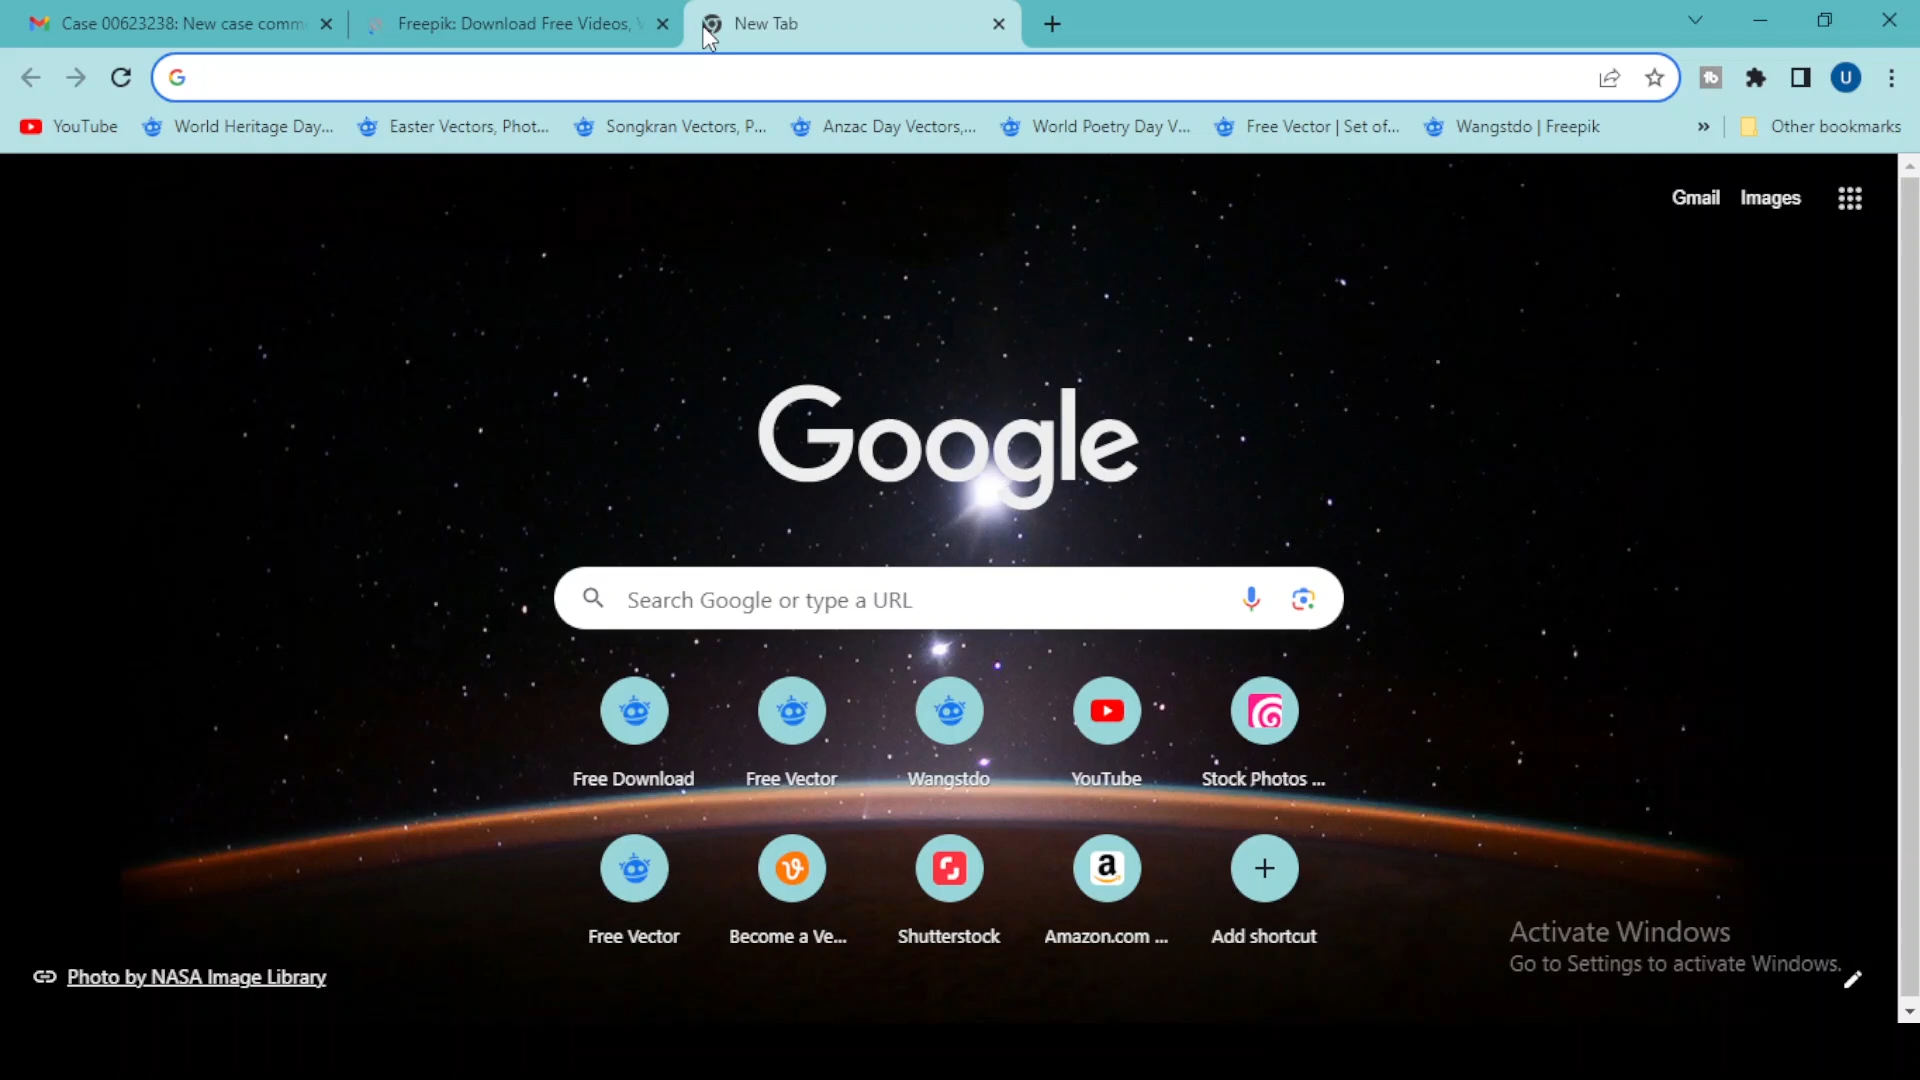 Case 00623238: New case comm
Freepik: Download Free Videos, V
New Tab
YouTube
World Heritage Day...
Easter Vectors, Phot...
Songkran Vectors, P...
Anzac Day Vectors,...
World Poetry Day V...
Free Vector | Set of...
Wangstdo | Freepik
Other bookmarks
U
Gmail
Images
Google
Search Google or type a URL
Free Download
Free Vector
Wangstdo
YouTube
Stock Photos ...
Free Vector
Become a Ve...
Shutterstock
Amazon.com ...
Add shortcut
Activate Windows
Go to Settings to activate Windows.
Photo by NASA Image Library